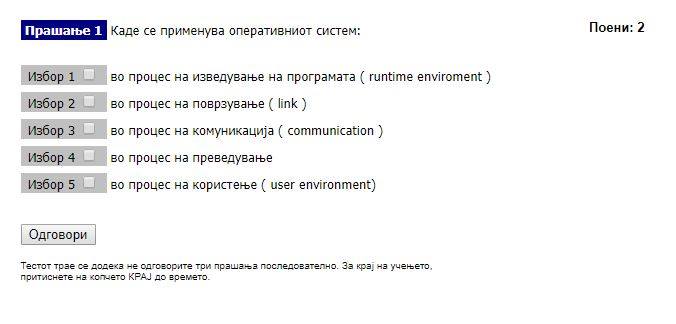 Прашање 1 Каде се применува оперативниот систем: Поени: 2
Избор 1 во процес на изведување на програмата ( runtime enviroment )
Избор 2 во процес на поврзување ( link )
Избор 3 во процес на комуникација ( communication )
Избор 4 во процес на преведување
Избор 5 во процес на користење ( user environment)
Одговори
Тестот трае се додека не одговорите три прашања последователно. За крај на учењето,
притиснете на копчето КРАЈ до времето.